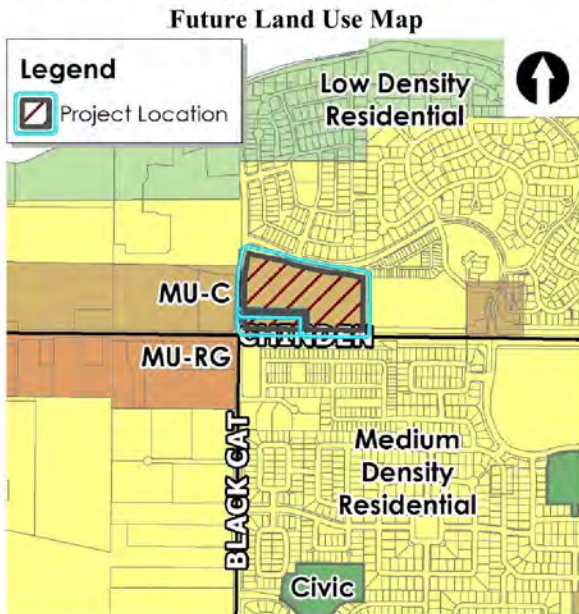 Future Land Use Map
Legend
Project Location
Low Density
Residential
MU-C
CHINDEN
MU-RG
BLACK CAT
Medium
Density
Residential
Civic